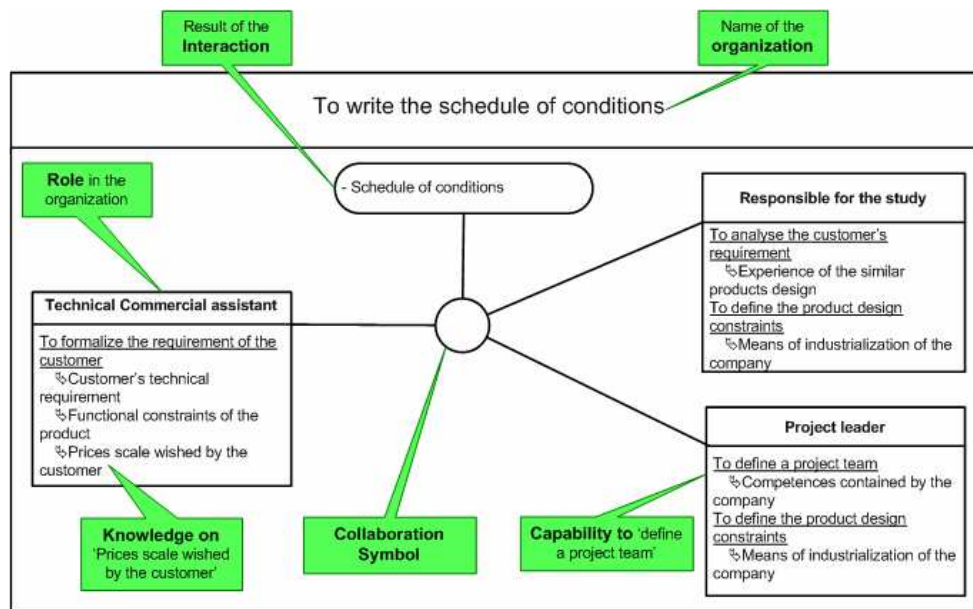 Result of the
Interaction
Name of the
organization
To write the schedule of conditions
Role in the
organization
- Schedule of conditions
Responsible for the study
To analyse the customer's
requirement
Experience of the similar
products design
To define the product design
constraints
Means of industrialization of the
company
Technical Commercial assistant
To formalize the requirement of the
customer
Customer's technical
requirement
Functional constraints of the
product
Prices scale wished by the
customer
Project leader
To define a project team
Competences contained by the
company
To define the product design
constraints
Means of industrialization of the
company
Knowledge on
'Prices scale wished
by the customer'
Collaboration
Symbol
Capability to 'define
a project team'